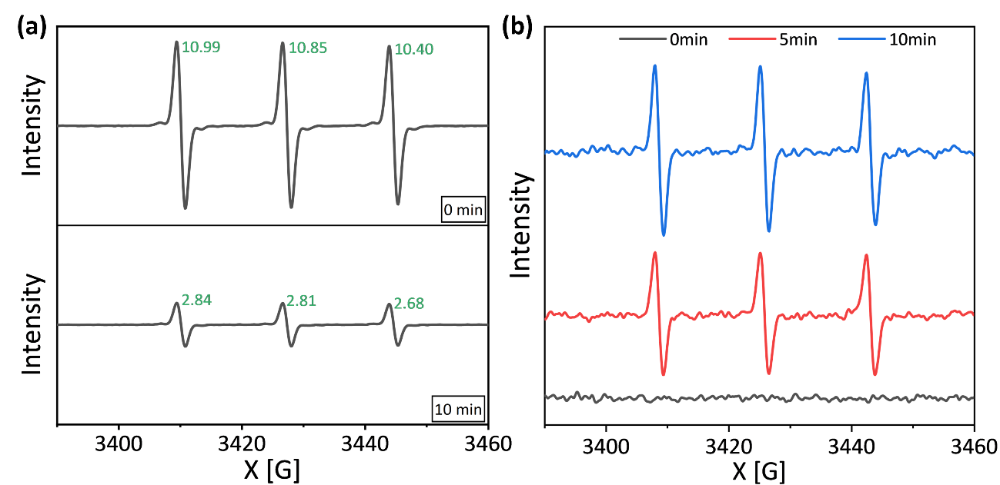 (a)
10.99 10.85 10.40
Intensity
0 min
2.84 2.81 2.68
Intensity
10 min
3400 3420 3440 3460
X [G]
(b)
0min 5min 10min
Intensity
3400 3420 3440 3460
X [G]